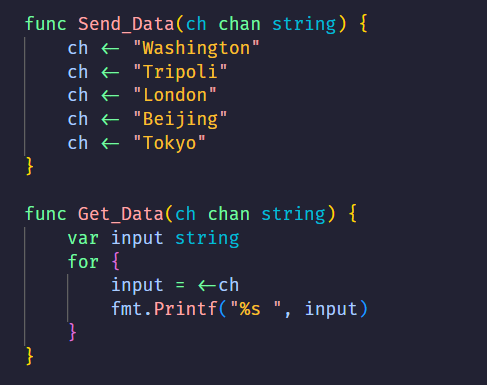 func Send_Data(ch chan string) {
    ch <- "Washington"
    ch <- "Tripoli"
    ch <- "London"
    ch <- "Beijing"
    ch <- "Tokyo"
}

func Get_Data(ch chan string) {
    var input string
    for {
        input = <-ch
        fmt.Printf("%s ", input)
    }
}